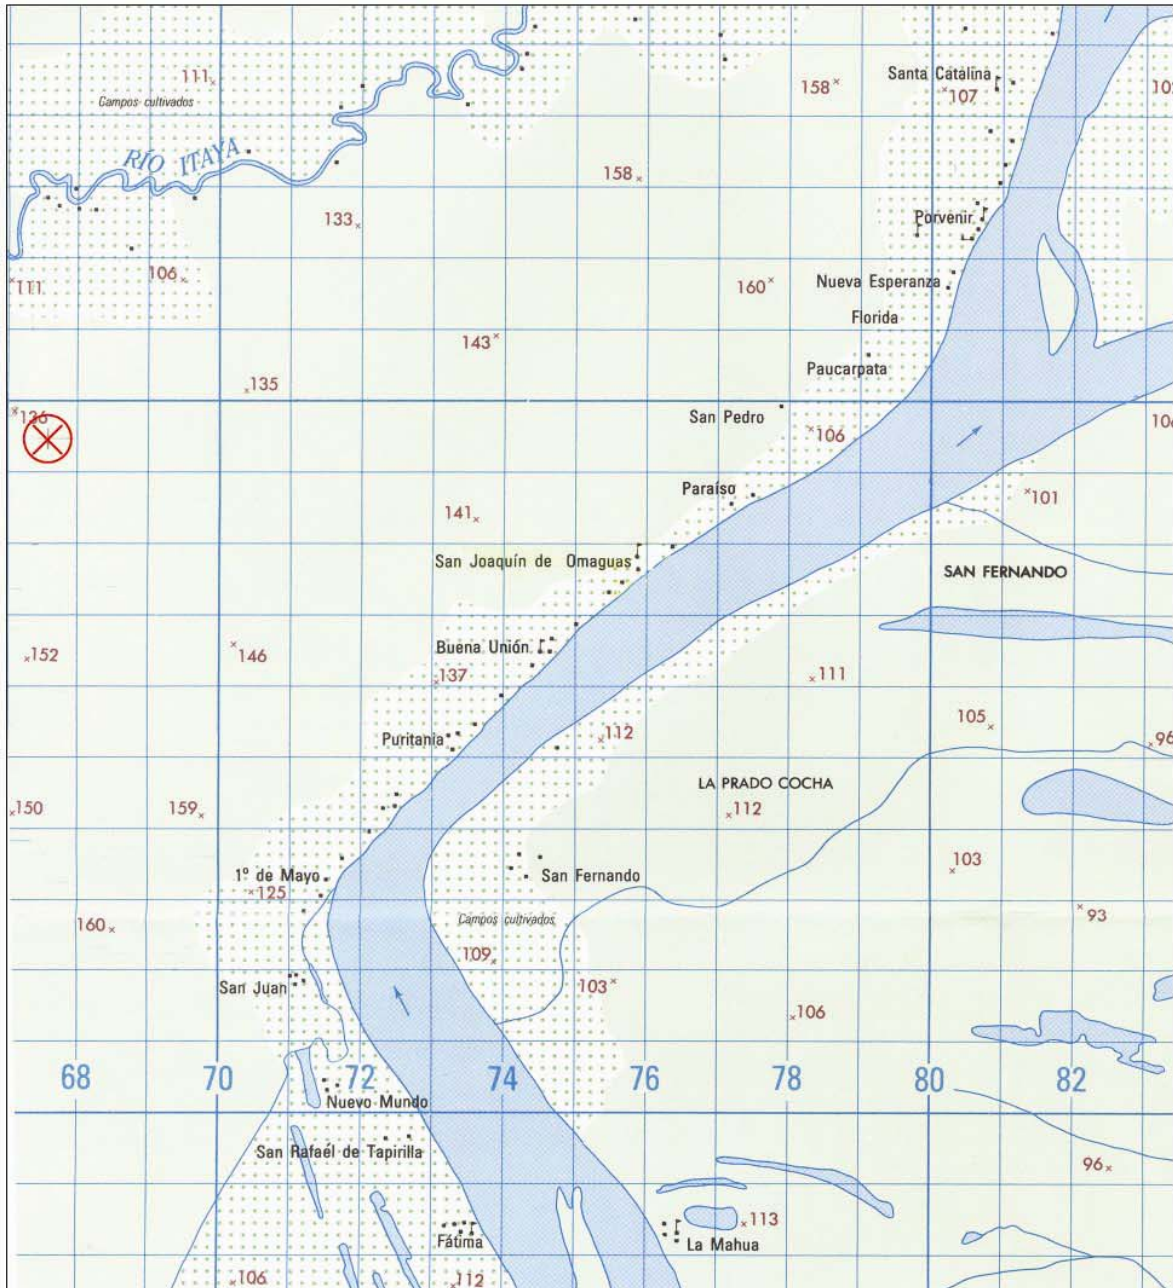 111
Campos cultivados
158
Santa Catalina
107
RÍO ITAYA
158
133
Porvenir
106
111
160
Nueva Esperanza
Florida
143
Paucarpata
135
136
San Pedro
106
106
Paraíso
101
141
San Joaquín de Omaguas
SAN FERNANDO
Buena Unión
152
146
137
111
105
Puritania
112
96
LA PRADO COCHA
150
159
112
103
1º de Mayo
San Fernando
125
93
160
Campos cultivados
109
103
San Juan
106
68 70 72 74 76 78 80 82
Nuevo Mundo
San Rafaél de Tapirilla
96
113
Fátima
La Mahua
106
112